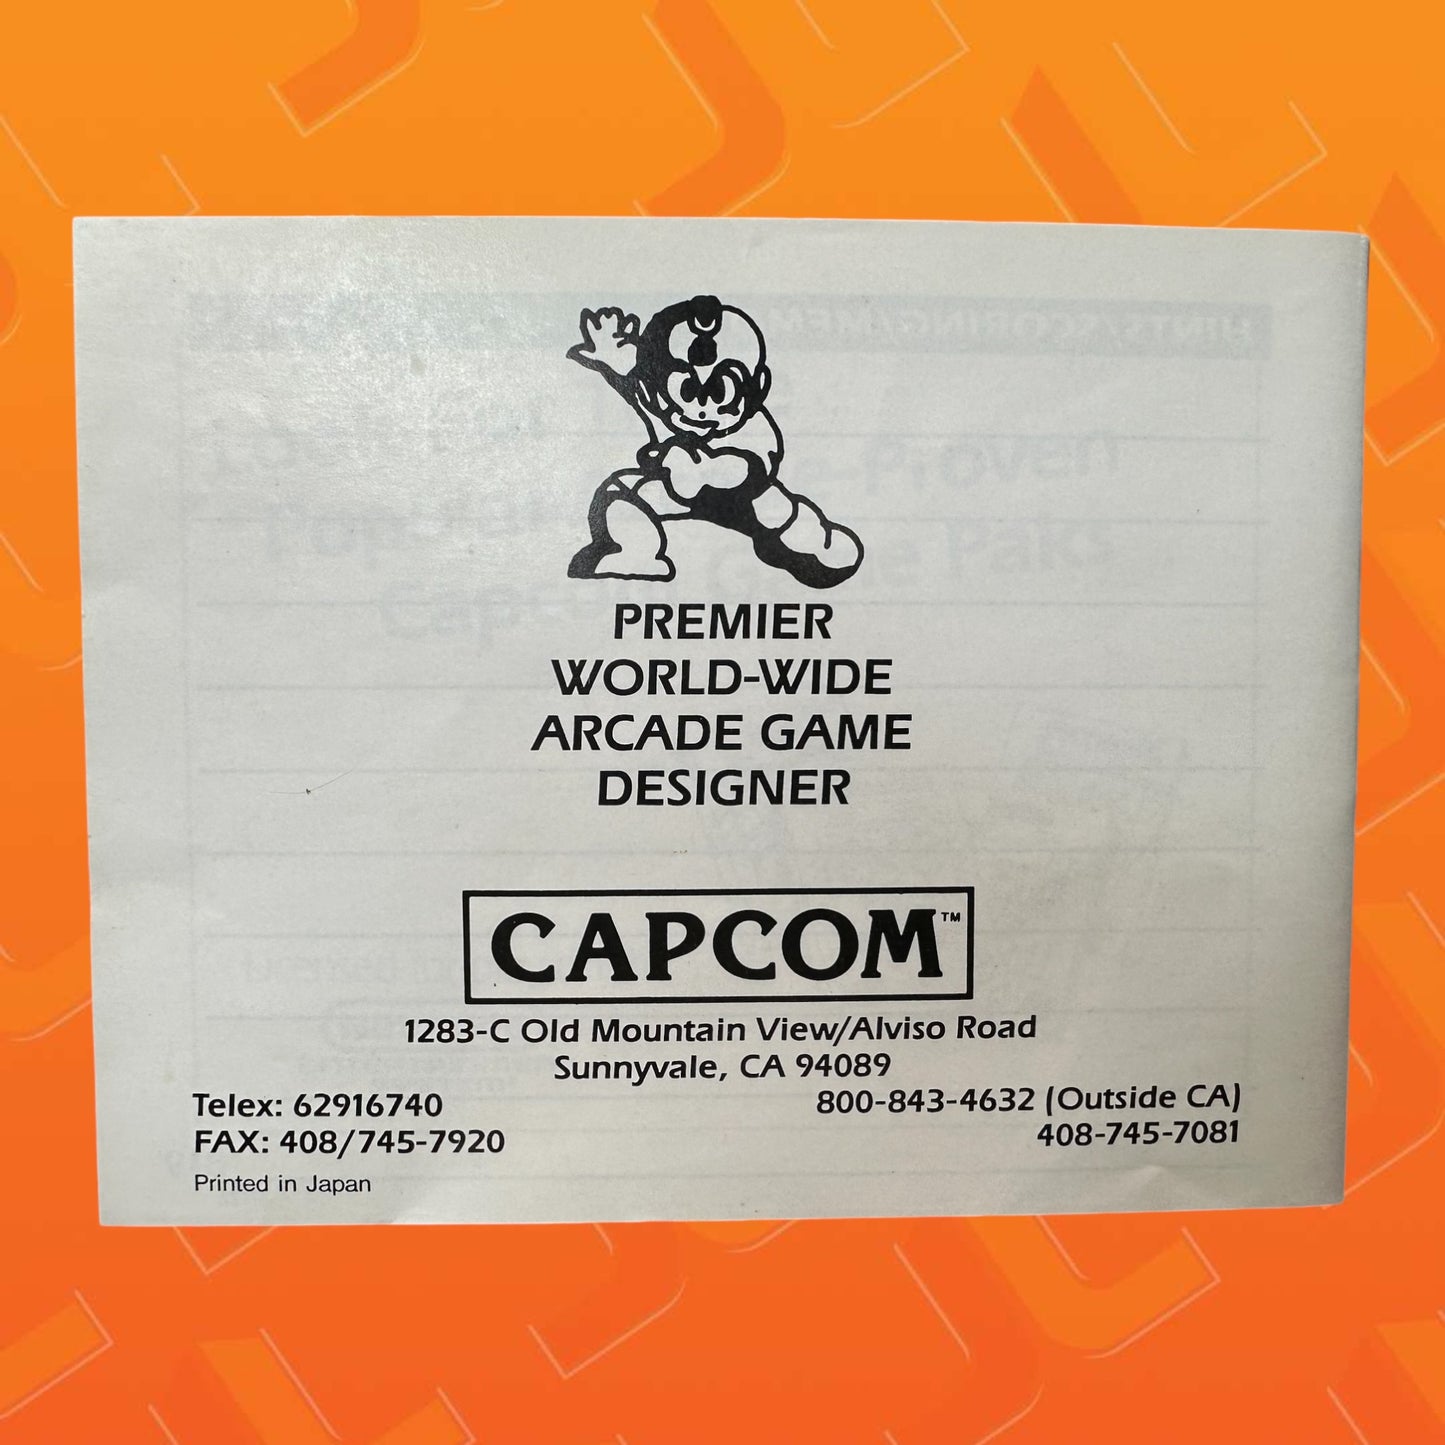 PREMIER
WORLD-WIDE
ARCADE GAME
DESIGNER
CAPCOM™
1283-C Old Mountain View/Alviso Road
Sunnyvale, CA 94089
Telex: 62916740
800-843-4632 (Outside CA)
FAX: 408/745-7920
408-745-7081
Printed in Japan